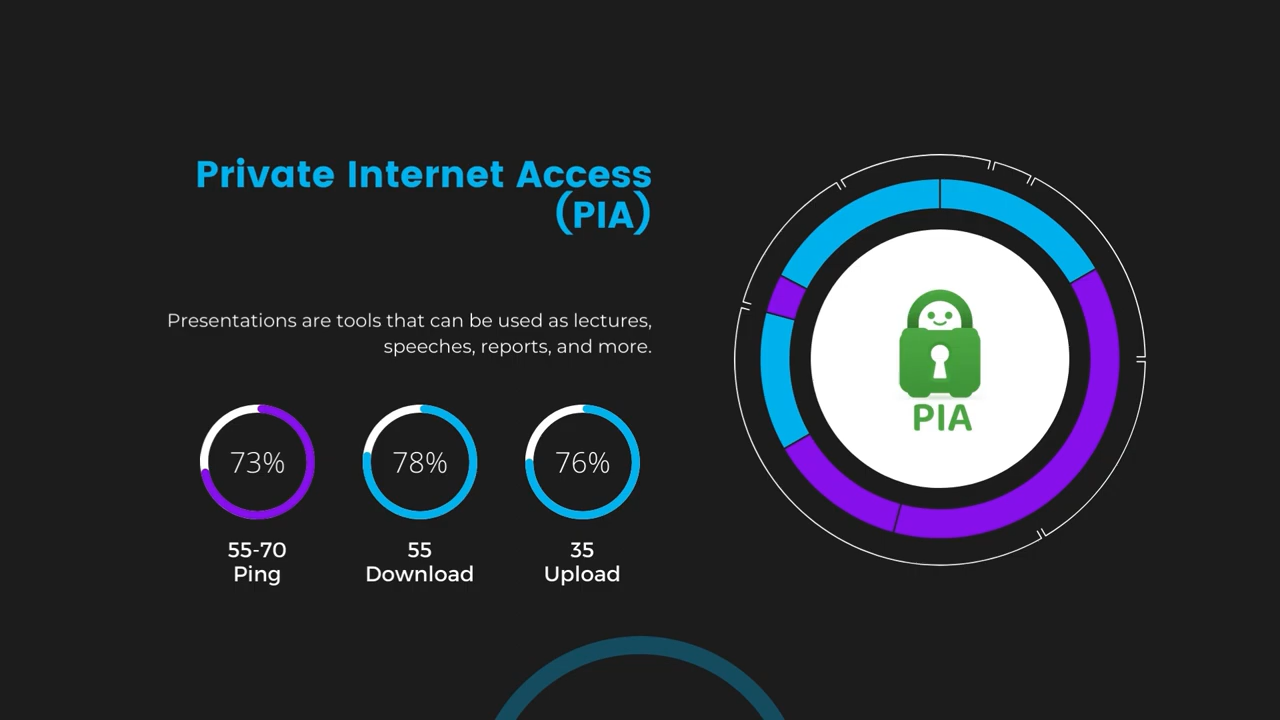 Private Internet Access
(PIA)
Presentations are tools that can be used as lectures,
speeches, reports, and more.
73%
78%
76%
55-70
Ping
55
Download
35
Upload
PIA